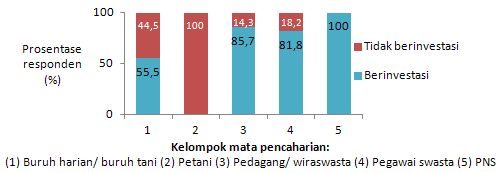 Prosentase
responden
(%)
100
50
0
44,5
55,5
100
14,3
85,7
18,2
81,8
100
Tidak berinvestasi
Berinvestasi
1 2 3 4 5
Kelompok mata pencaharian:
(1) Buruh harian/ buruh tani (2) Petani (3) Pedagang/ wiraswasta (4) Pegawai swasta (5) PNS